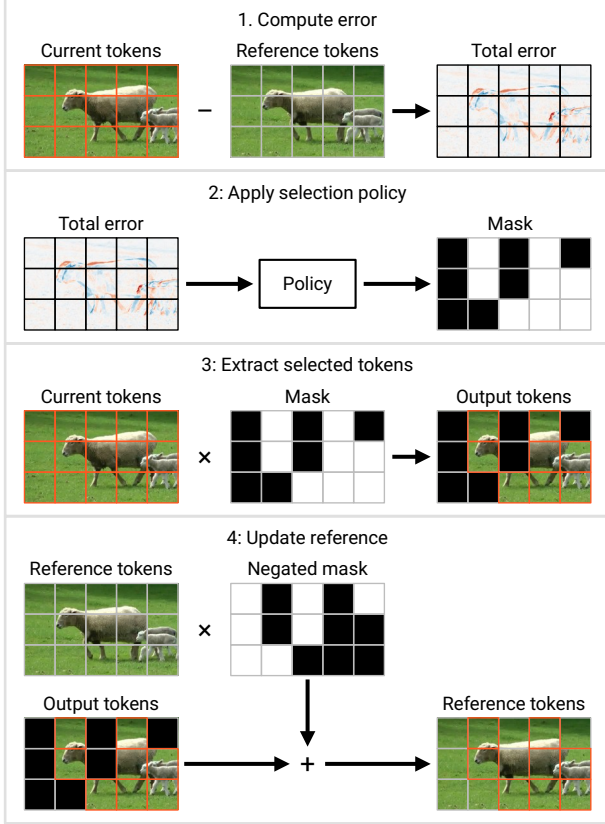 1. Compute error
Current tokens
Reference tokens
Total error
−
2: Apply selection policy
Total error
Mask
Policy
3: Extract selected tokens
Current tokens
Mask
Output tokens
×
4: Update reference
Reference tokens
Negated mask
×
Output tokens
Reference tokens
+